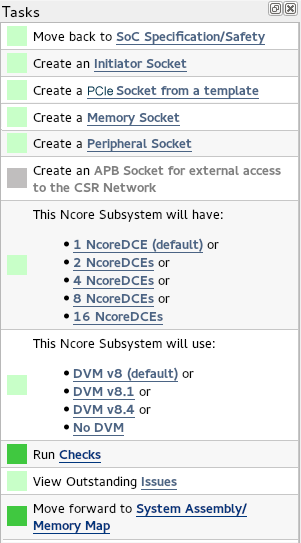 Tasks
Move back to SoC Specification/Safety
Create an Initiator Socket
Create a PCIe Socket from a template
Create a Memory Socket
Create a Peripheral Socket
Create an APB Socket for external access
to the CSR Network
This Ncore Subsystem will have:
• 1 NcoreDCE (default) or
• 2 NcoreDCEs or
• 4 NcoreDCEs or
• 8 NcoreDCEs or
• 16 NcoreDCEs
This Ncore Subsystem will use:
• DVM v8 (default) or
• DVM v8.1 or
• DVM v8.4 or
• No DVM
Run Checks
View Outstanding Issues
Move forward to System Assembly/
Memory Map